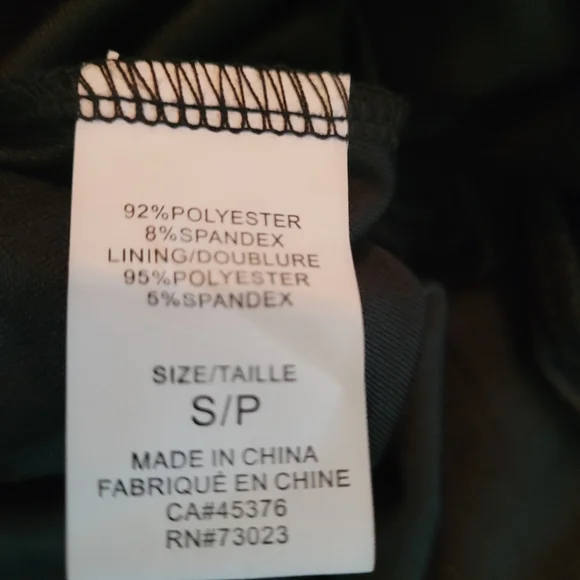 92%POLYESTER
8%SPANDEX
LINING/DOUBLURE
95%POLYESTER
5%SPANDEX
SIZE/TAILLE
S/P
MADE IN CHINA
FABRIQUÉ EN CHINE
CA#45376
RN#73023